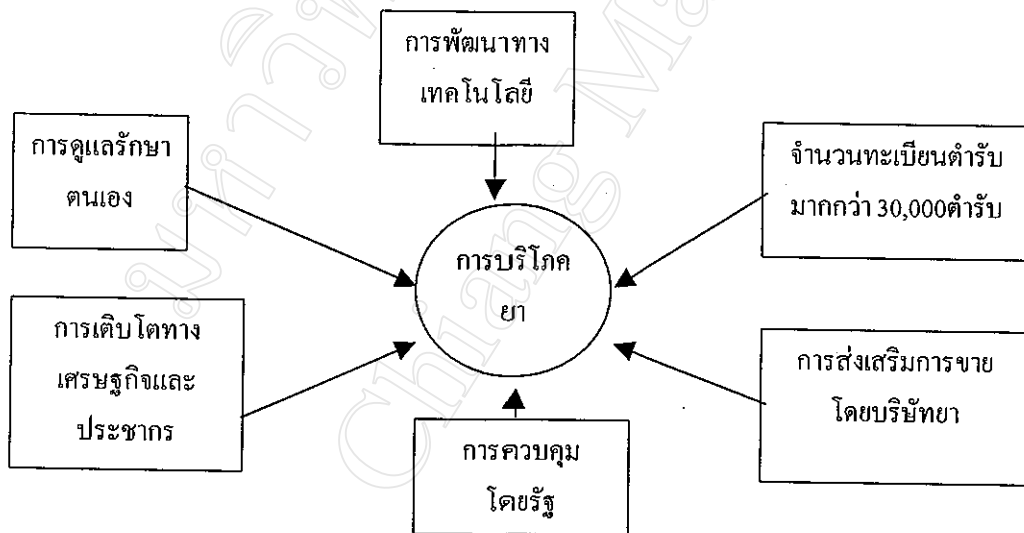 การพัฒนาทาง
เทคโนโลยี
การดูแลรักษา
ตนเอง
จำนวนทะเบียนตำรับ
มากกว่า 30,000ตำรับ
การบริโภค
ยา
การเติบโตทาง
เศรษฐกิจและ
ประชากร
การส่งเสริมการขาย
โดยบริษัทยา
การควบคุม
โดยรัฐ
Chiang Ma